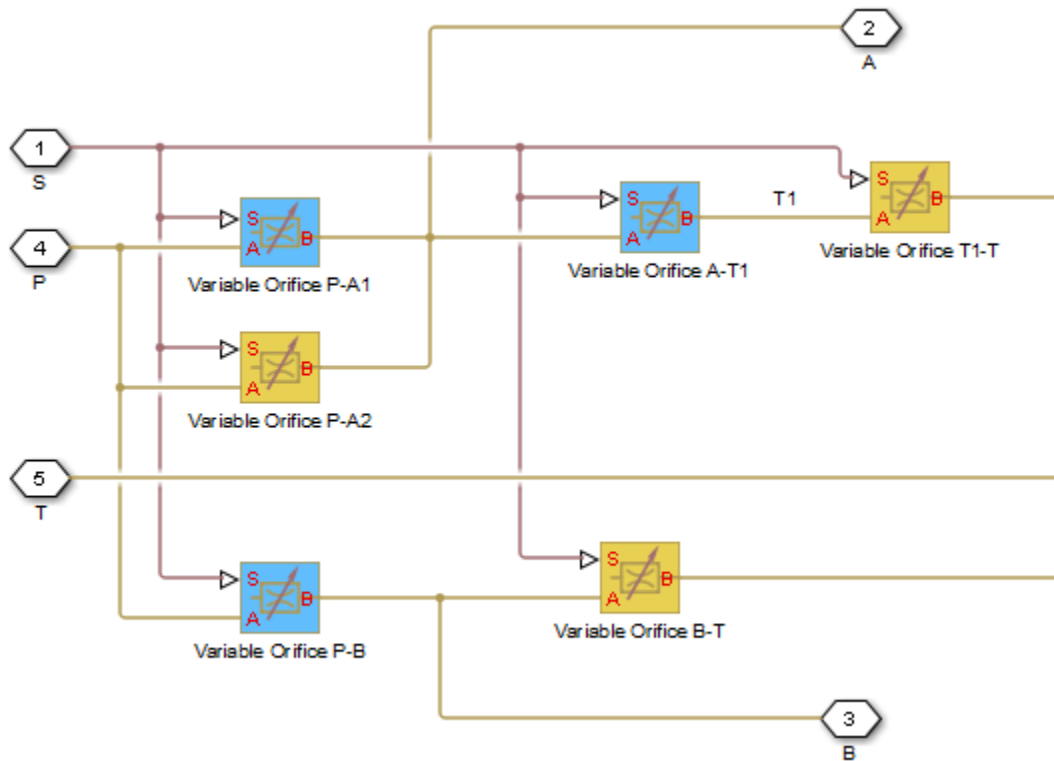 2
A
1
S
S
A
B
Variable Orifice P-A1
S
A
B
Variable Orifice A-T1
T1
S
A
B
Variable Orifice T1-T
4
P
S
A
B
Variable Orifice P-A2
5
T
S
A
B
Variable Orifice P-B
S
A
B
Variable Orifice B-T
3
B